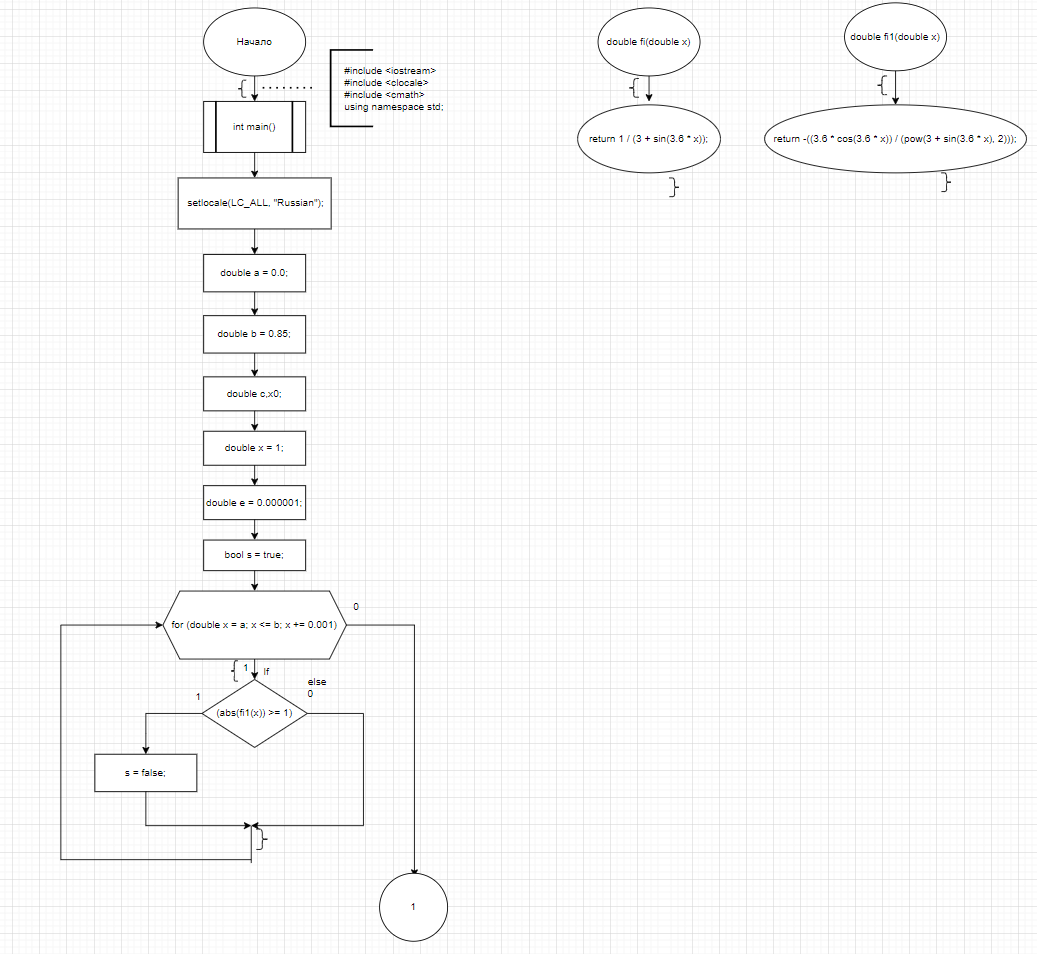 Начало
{
#include <iostream>
#include <clocale>
#include <cmath>
using namespace std;
int main()
setlocale(LC_ALL, "Russian");
double a = 0.0;
double b = 0.85;
double c,x0;
double x = 1;
double e = 0.000001;
bool s = true;
for (double x = a; x <= b; x += 0.001)
0
{
1
If
else
0
1
(abs(fi1(x)) >= 1)
s = false;
}
1
double fi(double x)
{
return 1 / (3 + sin(3.6 * x));
}
double fi1(double x)
{
return -((3.6 * cos(3.6 * x)) / (pow(3 + sin(3.6 * x), 2)));
}